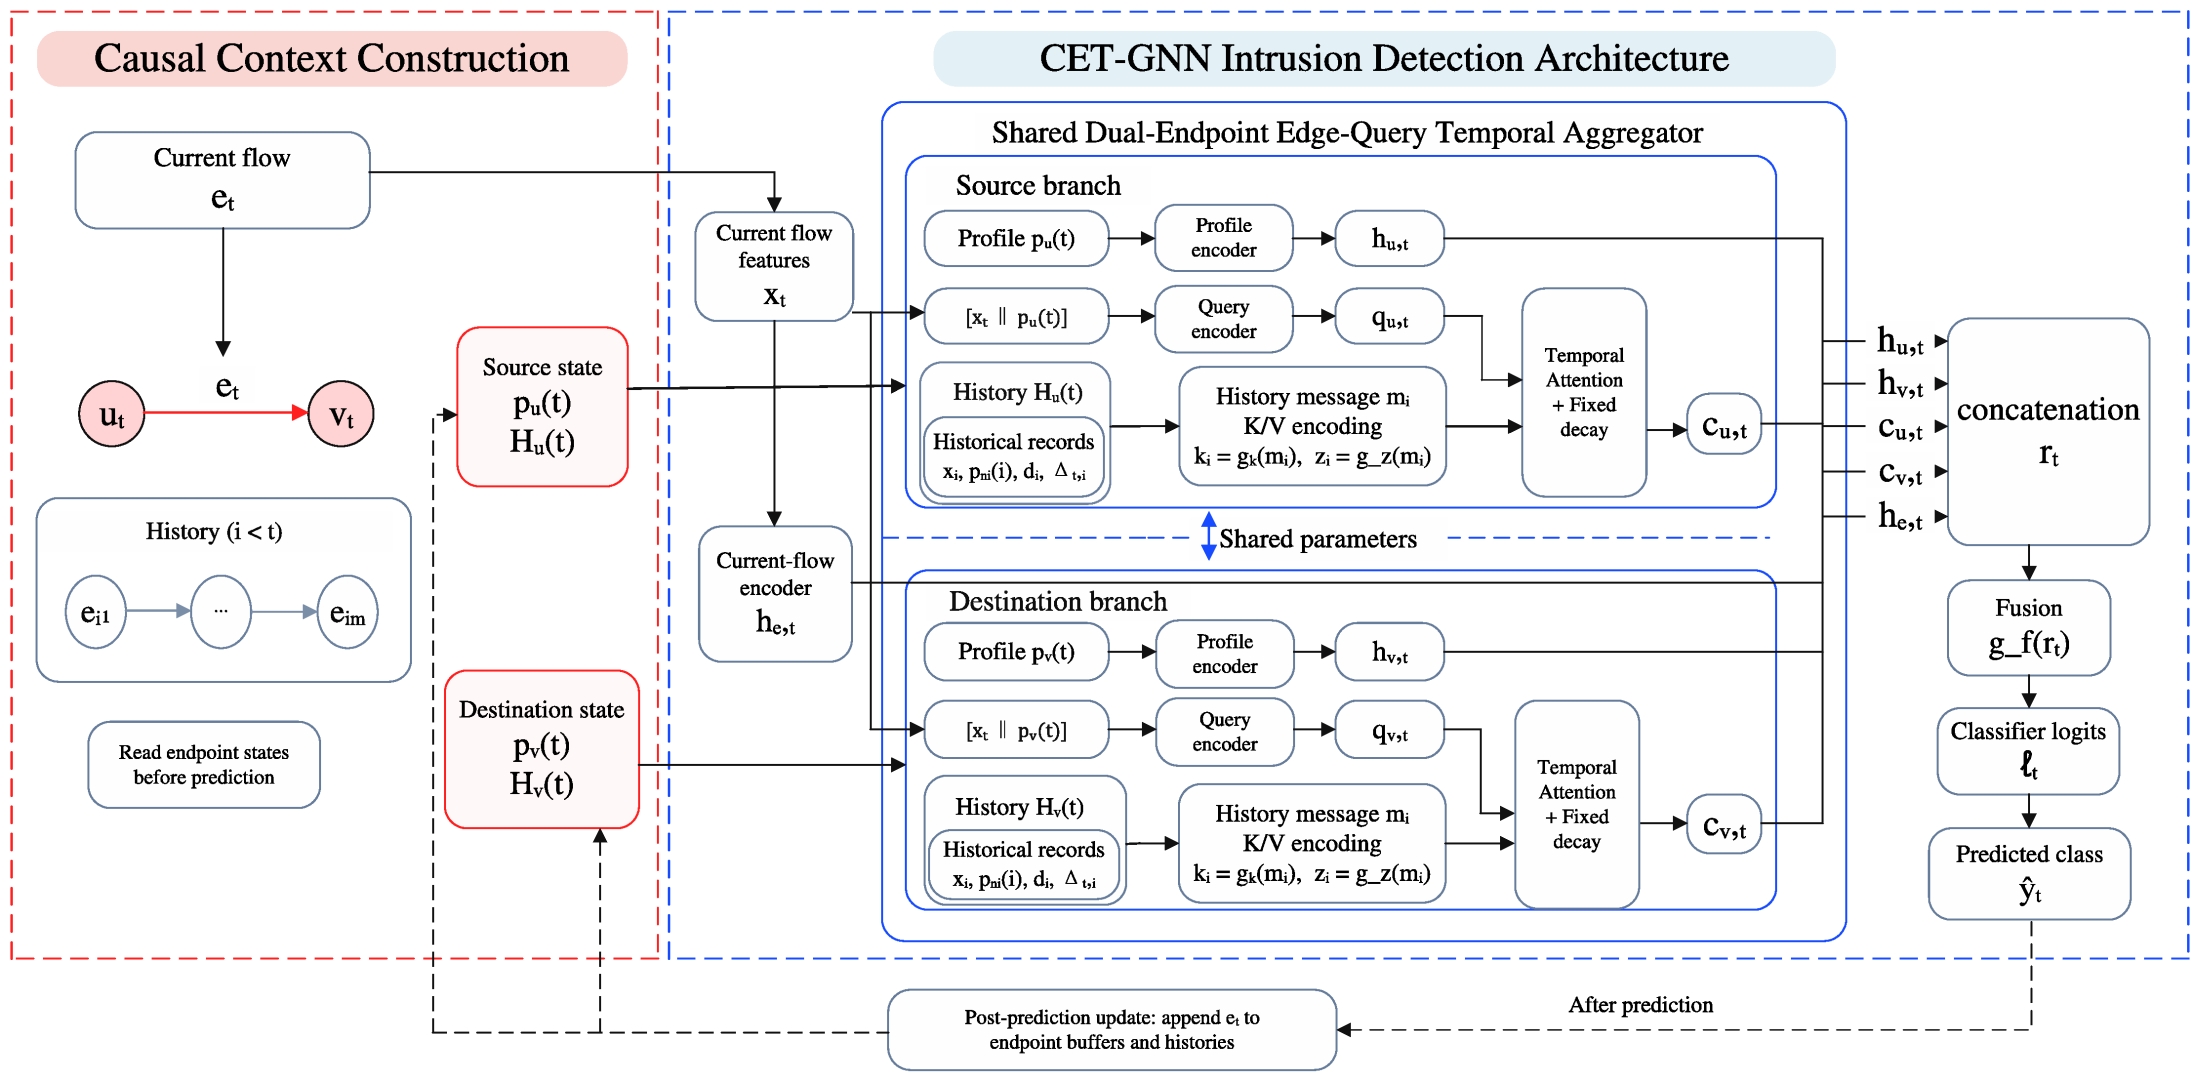 Causal Context Construction
Current flow
eₜ
eₜ
uₜ
vₜ
History (i < t)
eᵢ₁
...
eᵢₘ
Read endpoint states
before prediction
Source state
pᵤ(t)
Hᵤ(t)
Destination state
pᵥ(t)
Hᵥ(t)
CET-GNN Intrusion Detection Architecture
Current flow
features
xₜ
Current-flow
encoder
hₑ,ₜ
Shared Dual-Endpoint Edge-Query Temporal Aggregator
Source branch
Profile pᵤ(t)
Profile
encoder
hᵤ,ₜ
[xₜ ∥ pᵤ(t)]
Query
encoder
qᵤ,ₜ
History Hᵤ(t)
Historical records
xᵢ, pₙᵢ(i), dᵢ, Δₜ,ᵢ
History message mᵢ
K/V encoding
kᵢ = gₖ(mᵢ), zᵢ = g_z(mᵢ)
Temporal
Attention
+ Fixed
decay
cᵤ,ₜ
Shared parameters
Destination branch
Profile pᵥ(t)
Profile
encoder
hᵥ,ₜ
[xₜ ∥ pᵥ(t)]
Query
encoder
qᵥ,ₜ
History Hᵥ(t)
Historical records
xᵢ, pₙᵢ(i), dᵢ, Δₜ,ᵢ
History message mᵢ
K/V encoding
kᵢ = gₖ(mᵢ), zᵢ = g_z(mᵢ)
Temporal
Attention
+ Fixed
decay
cᵥ,ₜ
hᵤ,ₜ
hᵥ,ₜ
cᵤ,ₜ
cᵥ,ₜ
hₑ,ₜ
concatenation
rₜ
Fusion
g_f(rₜ)
Classifier logits
ℓₜ
Predicted class
ŷₜ
After prediction
Post-prediction update: append eₜ to
endpoint buffers and histories